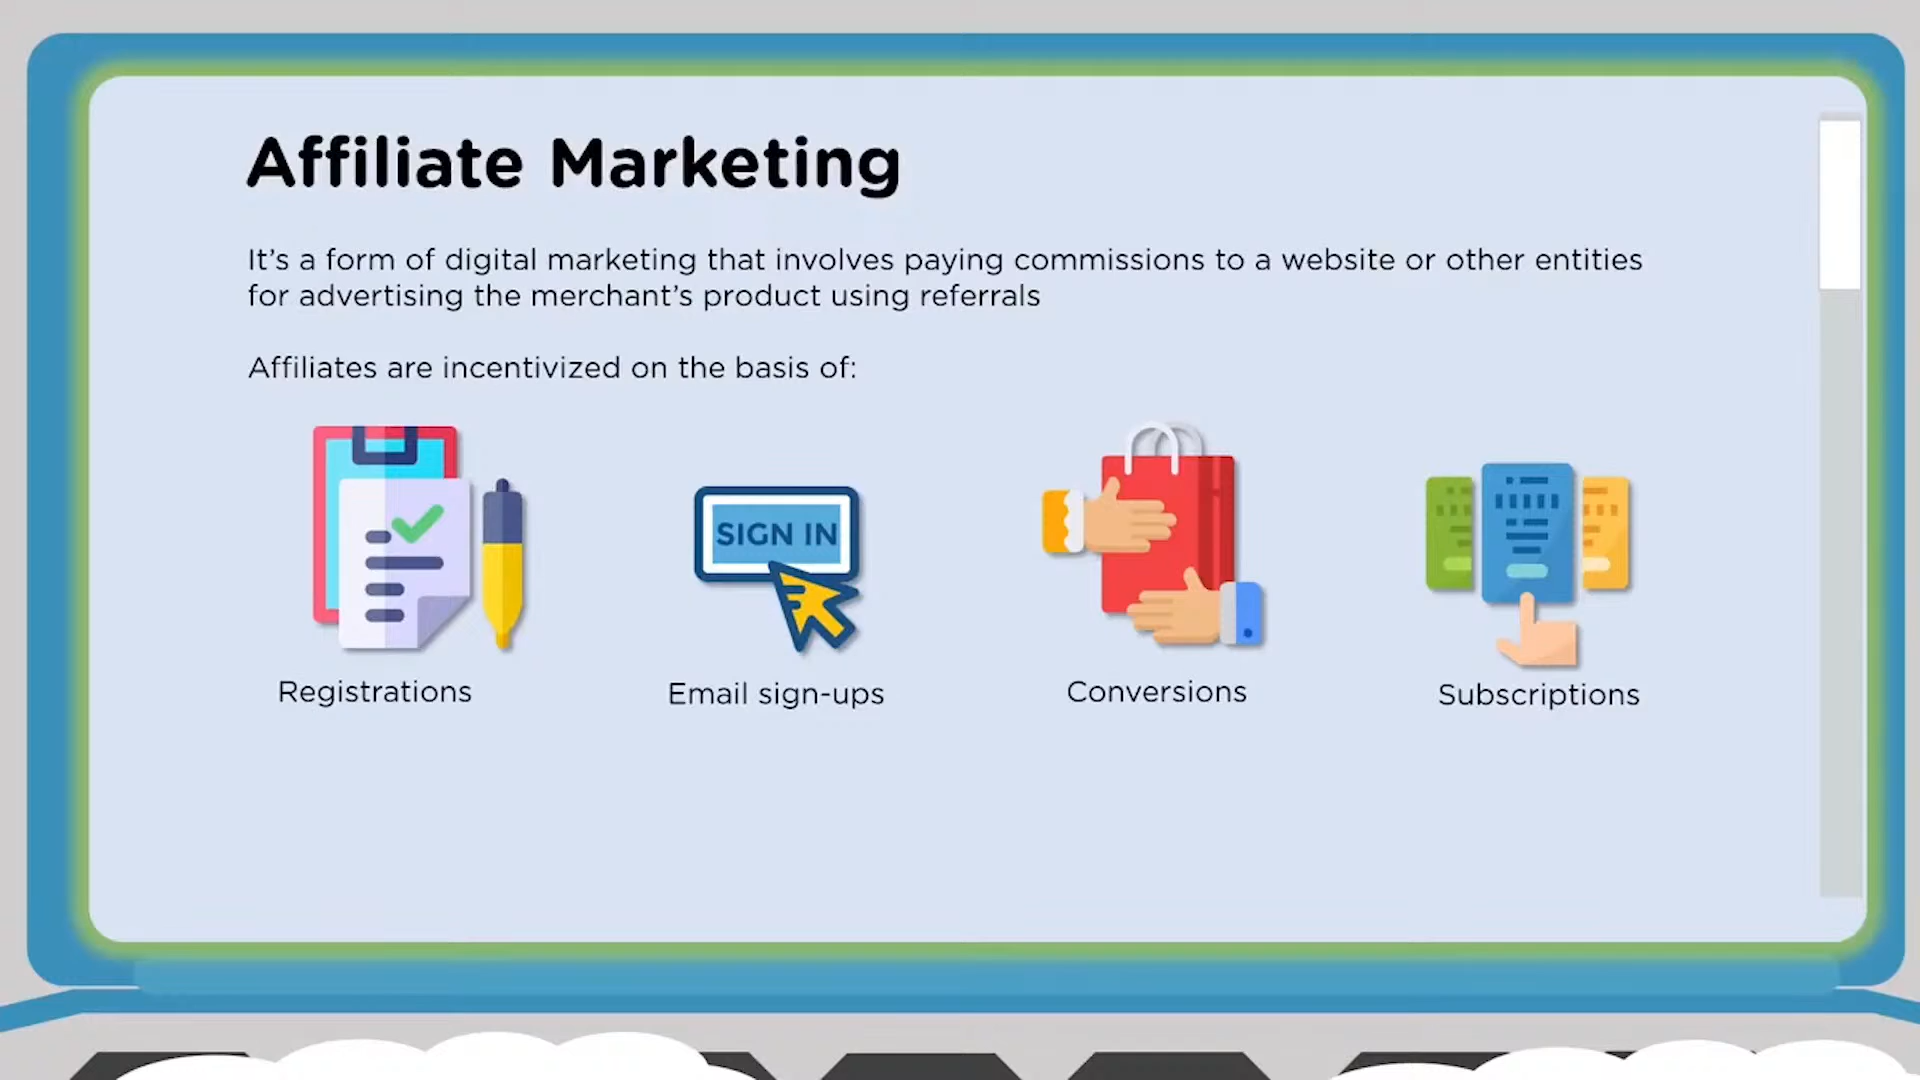 Affiliate Marketing
It’s a form of digital marketing that involves paying commissions to a website or other entities
for advertising the merchant’s product using referrals
Affiliates are incentivized on the basis of:
SIGN IN
Registrations
Email sign-ups
Conversions
Subscriptions